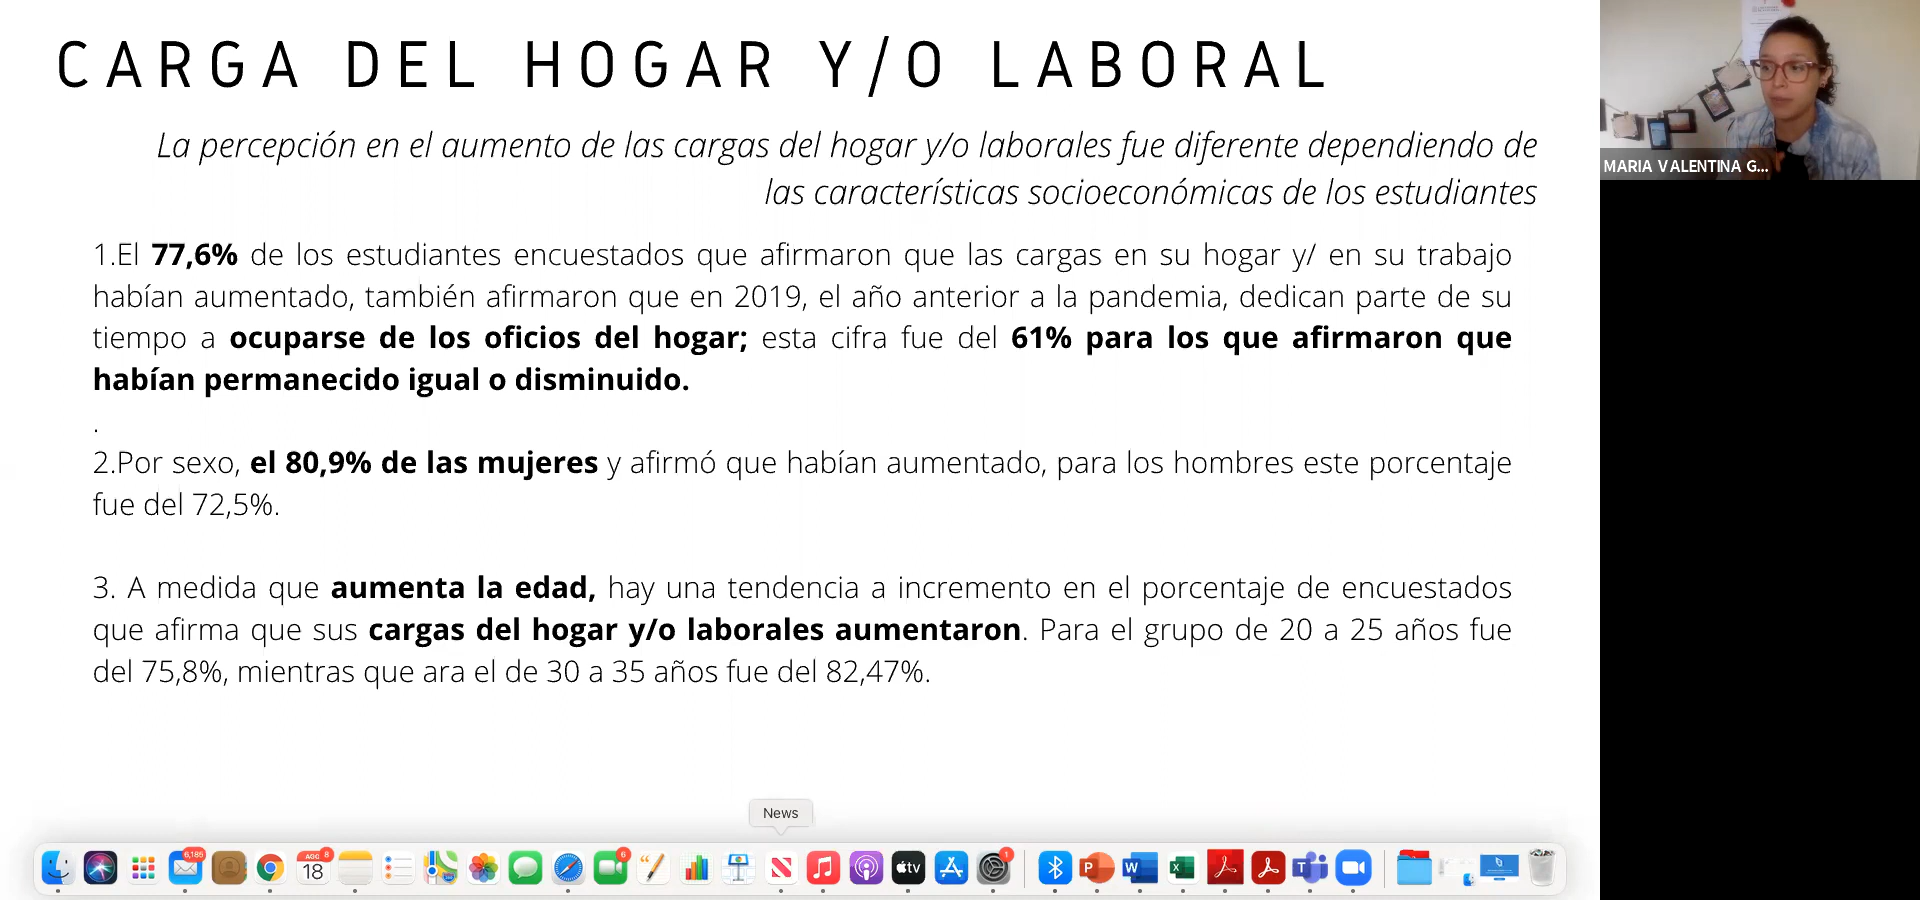 CARGA DEL HOGAR Y/O LABORAL
La percepción en el aumento de las cargas del hogar y/o laborales fue diferente dependiendo de
las características socioeconómicas de los estudiantes
1.El 77,6% de los estudiantes encuestados que afirmaron que las cargas en su hogar y/ en su trabajo
habían aumentado, también afirmaron que en 2019, el año anterior a la pandemia, dedican parte de su
tiempo a ocuparse de los oficios del hogar; esta cifra fue del 61% para los que afirmaron que
habían permanecido igual o disminuido.
.
2.Por sexo, el 80,9% de las mujeres y afirmó que habían aumentado, para los hombres este porcentaje
fue del 72,5%.
3. A medida que aumenta la edad, hay una tendencia a incremento en el porcentaje de encuestados
que afirma que sus cargas del hogar y/o laborales aumentaron. Para el grupo de 20 a 25 años fue
del 75,8%, mientras que ara el de 30 a 35 años fue del 82,47%.
MARIA VALENTINA G...
News
6,185
AGO
8
18
6
tv
1
P
W
X
T